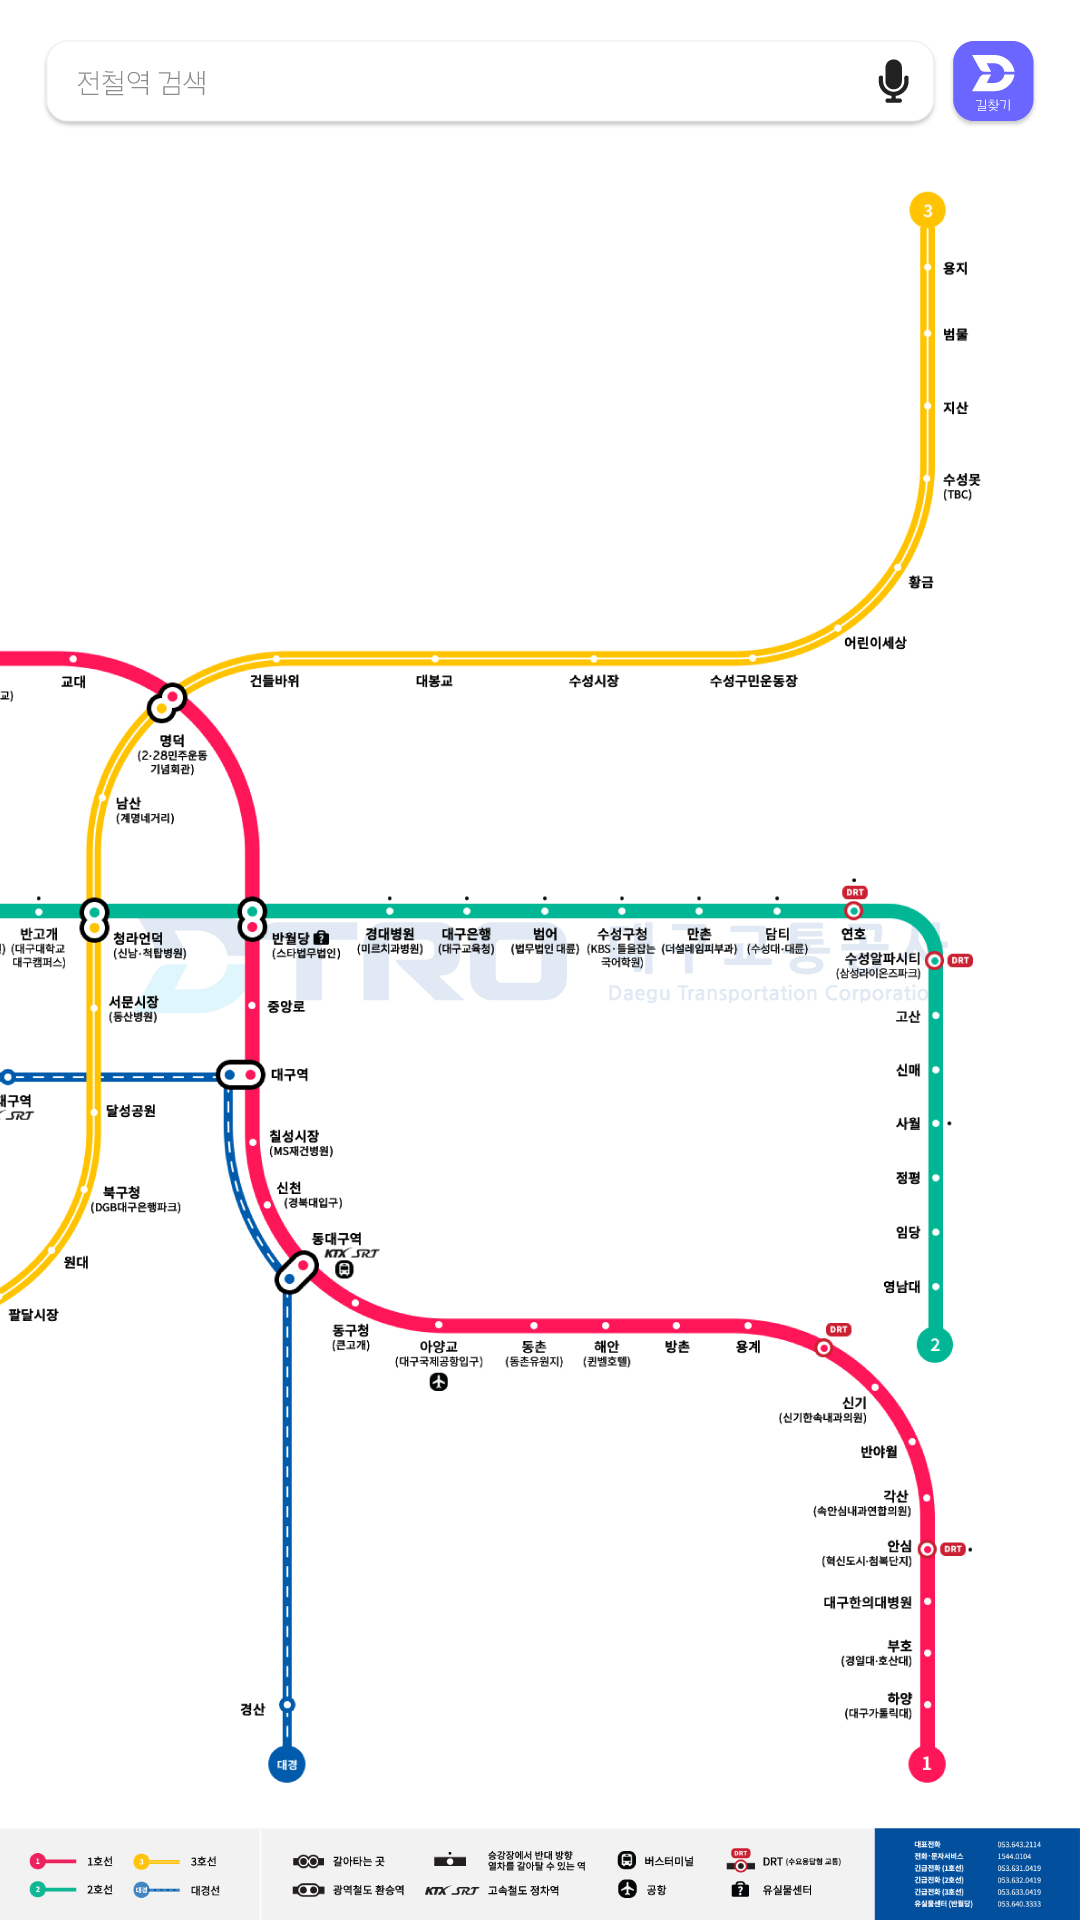 전철역 검색
길찾기
3
용지
범물
지산
수성못
(TBC)
황금
어린이세상
교대
건들바위
대봉교
수성시장
수성구민운동장
교)
명덕
(2·28민주운동
기념회관)
남산
(계명네거리)
DRT
반고개
(대구대학교
대구캠퍼스)
청라언덕
(신남·척탑병원)
반월당
(스타법무법인)
경대병원
(미르치과병원)
대구은행
(대구교육청)
범어
(법무법인 대륜)
수성구청
(KBS·들을잡는
국어학원)
만촌
(더설레임피부과)
담티
(수성대·대륜)
연호
수성알파시티
(삼성라이온즈파크)
DRT
DTRO 대구교통공사
Daegu Transportation Corporation
서문시장
(동산병원)
중앙로
고산
대구역
신매
달성공원
사월
칠성시장
(MS재건병원)
정평
북구청
(DGB대구은행파크)
신천
(경북대입구)
임당
원대
동대구역
KTX SRT
영남대
팔달시장
동구청
(큰고개)
아양교
(대구국제공항입구)
동촌
(동촌유원지)
해안
(퀸벨호텔)
방촌
용계
DRT
2
신기
(신기한속내과의원)
반야월
각산
(속안심내과연합의원)
안심
(혁신도시·첨복단지)
DRT
대구한의대병원
부호
(경일대·호산대)
하양
(대구가톨릭대)
경산
대경
1
1 1호선
3 3호선
2 2호선
대경 대경선
갈아타는 곳
광역철도 환승역
승강장에서 반대 방향
열차를 갈아탈 수 있는 역
KTX SRT 고속철도 정차역
버스터미널
공항
DRT DRT (수요응답형 교통)
유실물센터
대표전화 053.643.2114
전화·문자서비스 1544.0104
긴급전화 (1호선) 053.631.0419
긴급전화 (2호선) 053.632.0419
긴급전화 (3호선) 053.633.0419
유실물센터 (반월당) 053.640.3333